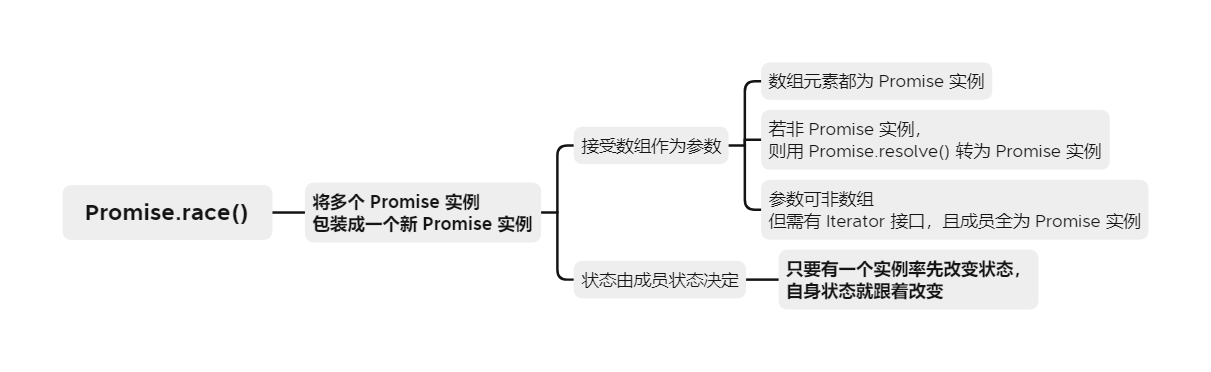 Promise.race()
将多个 Promise 实例
包装成一个新 Promise 实例
接受数组作为参数
数组元素都为 Promise 实例
若非 Promise 实例，
则用 Promise.resolve() 转为 Promise 实例
参数可非数组
但需有 Iterator 接口，且成员全为 Promise 实例
状态由成员状态决定
只要有一个实例率先改变状态，
自身状态就跟着改变